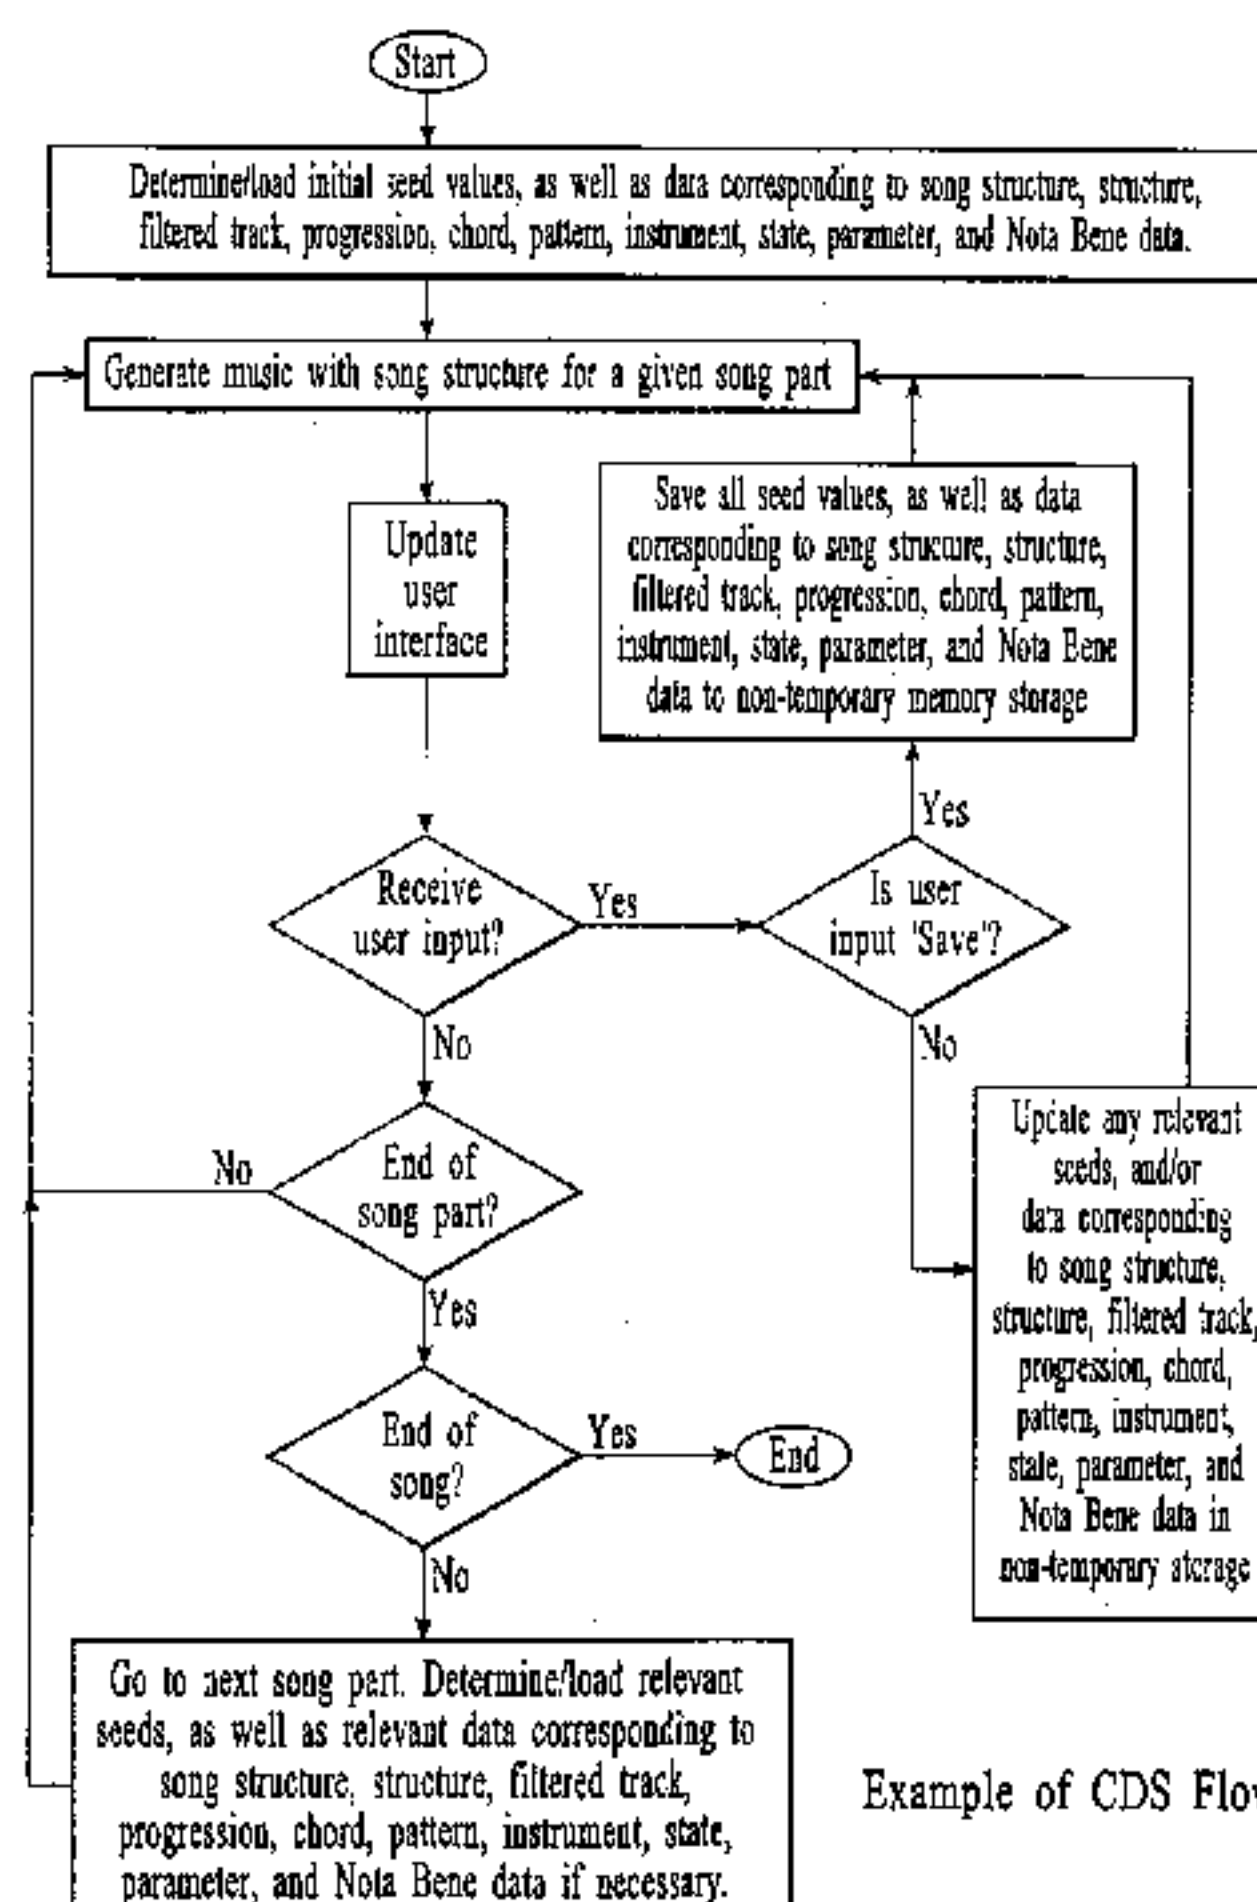 Start
Determine/load initial seed values, as well as data corresponding to song structure, structure,
filtered track, progression, chord, pattern, instrument, state, parameter, and Nota Bene data.
Generate music with song structure for a given song part
Update
user
interface
Save all seed values, as well as data
corresponding to song structure, structure,
filtered track, progression, chord, pattern,
instrument, state, parameter, and Nota Bene
data to non-temporary memory storage
Yes
Receive
user input?
Yes
Is user
input 'Save'?
No
No
Update any relevant
seeds, and/or
data corresponding
to song structure,
structure, filtered track,
progression, chord,
pattern, instrument,
state, parameter, and
Nota Bene data in
non-temporary storage
End of
song part?
No
Yes
End of
song?
Yes
End
No
Go to next song part. Determine/load relevant
seeds, as well as relevant data corresponding to
song structure, structure, filtered track,
progression, chord, pattern, instrument, state,
parameter, and Nota Bene data if necessary.
Example of CDS Flow